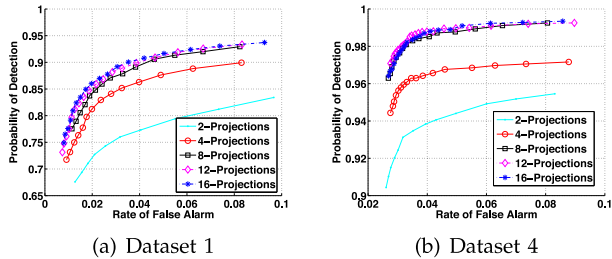 1
0.95
0.9
0.85
0.8
0.75
0.7
0.65
0 0.02 0.04 0.06 0.08 0.1
Probability of Detection
Rate of False Alarm
2−Projections
4−Projections
8−Projections
12−Projections
16−Projections
(a) Dataset 1
1
0.98
0.96
0.94
0.92
0.9
0.02 0.04 0.06 0.08 0.1
Probability of Detection
Rate of False Alarm
2−Projections
4−Projections
8−Projections
12−Projections
16−Projections
(b) Dataset 4